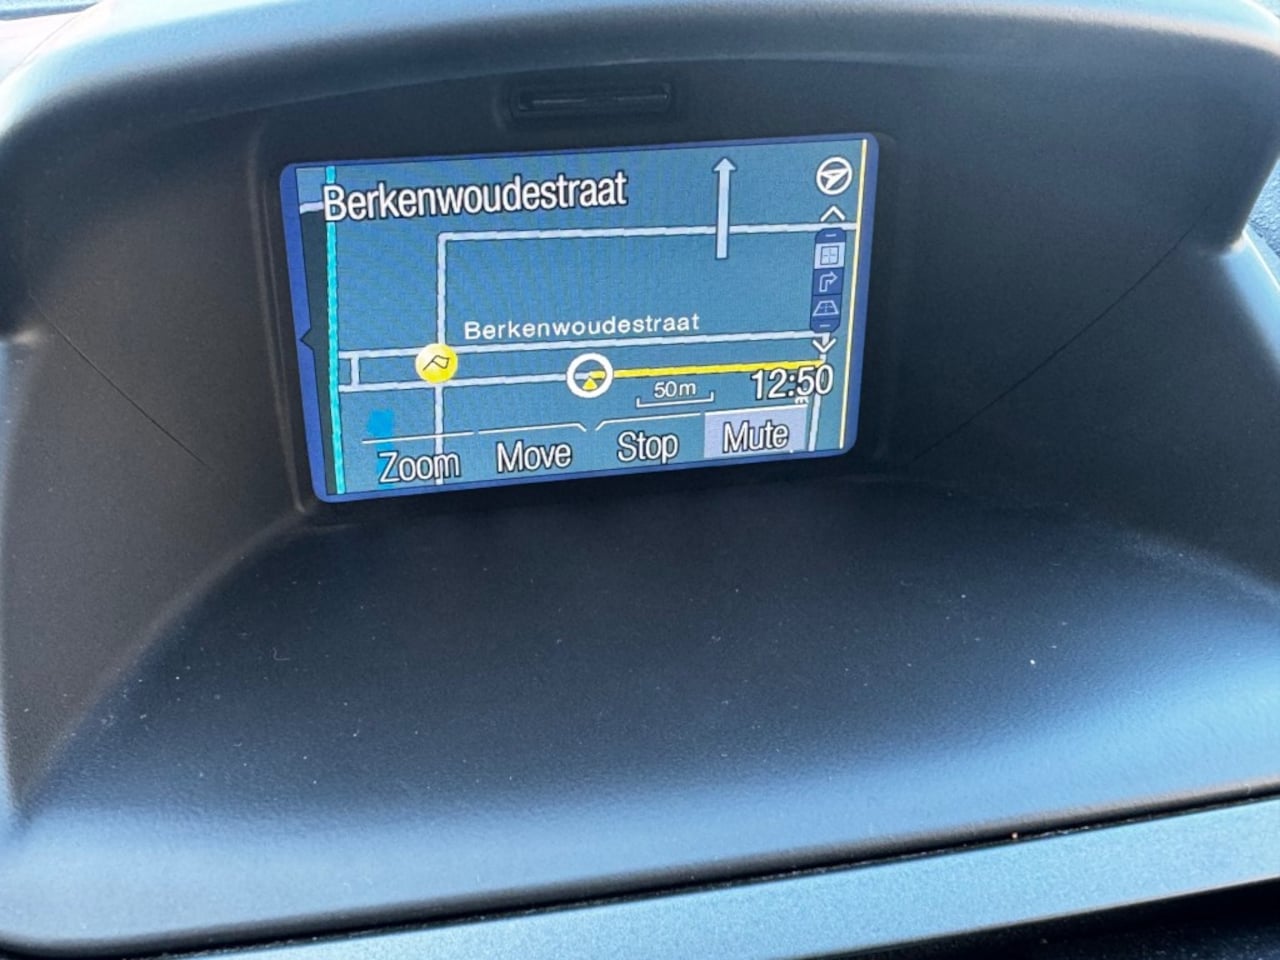 Berkenwoudestraat
Berkenwoudestraat
50m
12:50
Zoom Move Stop Mute